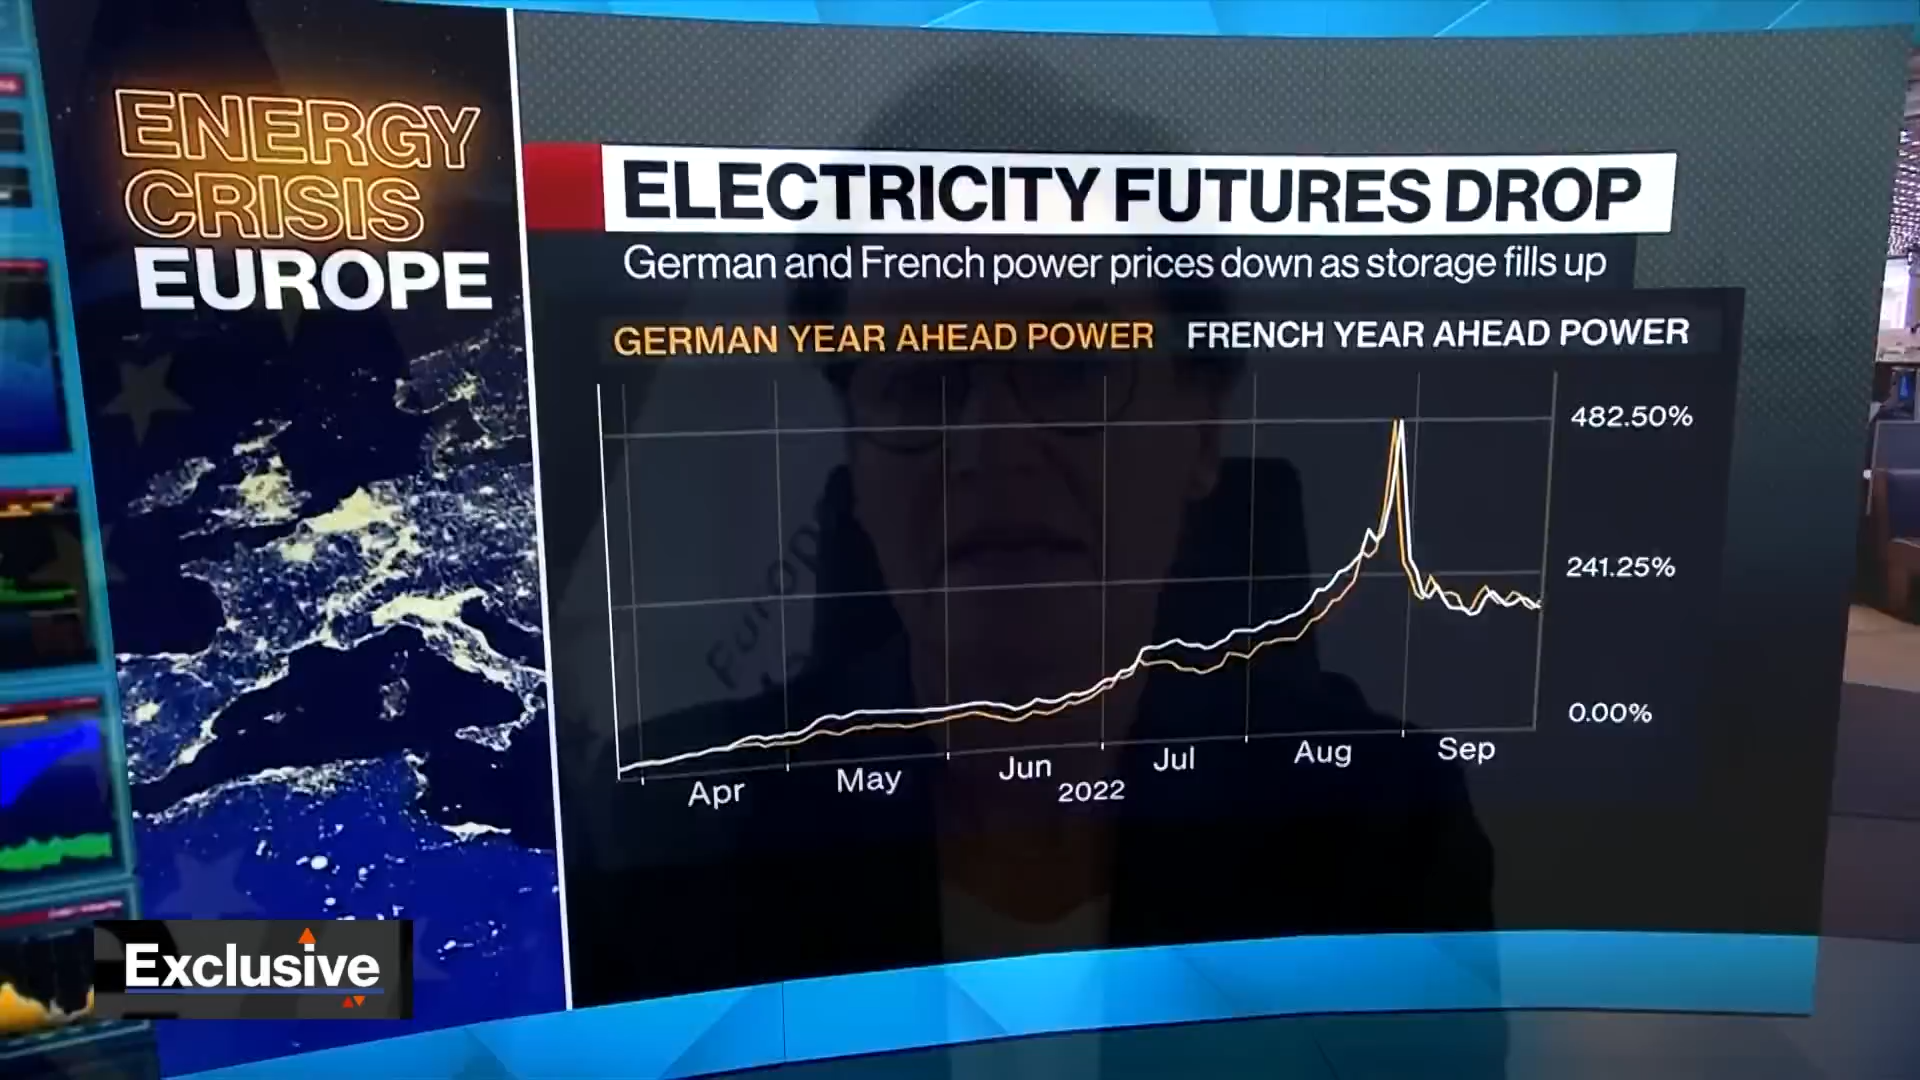 ENERGY
CRISIS
EUROPE
ELECTRICITY FUTURES DROP
German and French power prices down as storage fills up
GERMAN YEAR AHEAD POWER FRENCH YEAR AHEAD POWER
482.50%
241.25%
0.00%
Apr May Jun Jul Aug Sep
2022
Exclusive
Europ